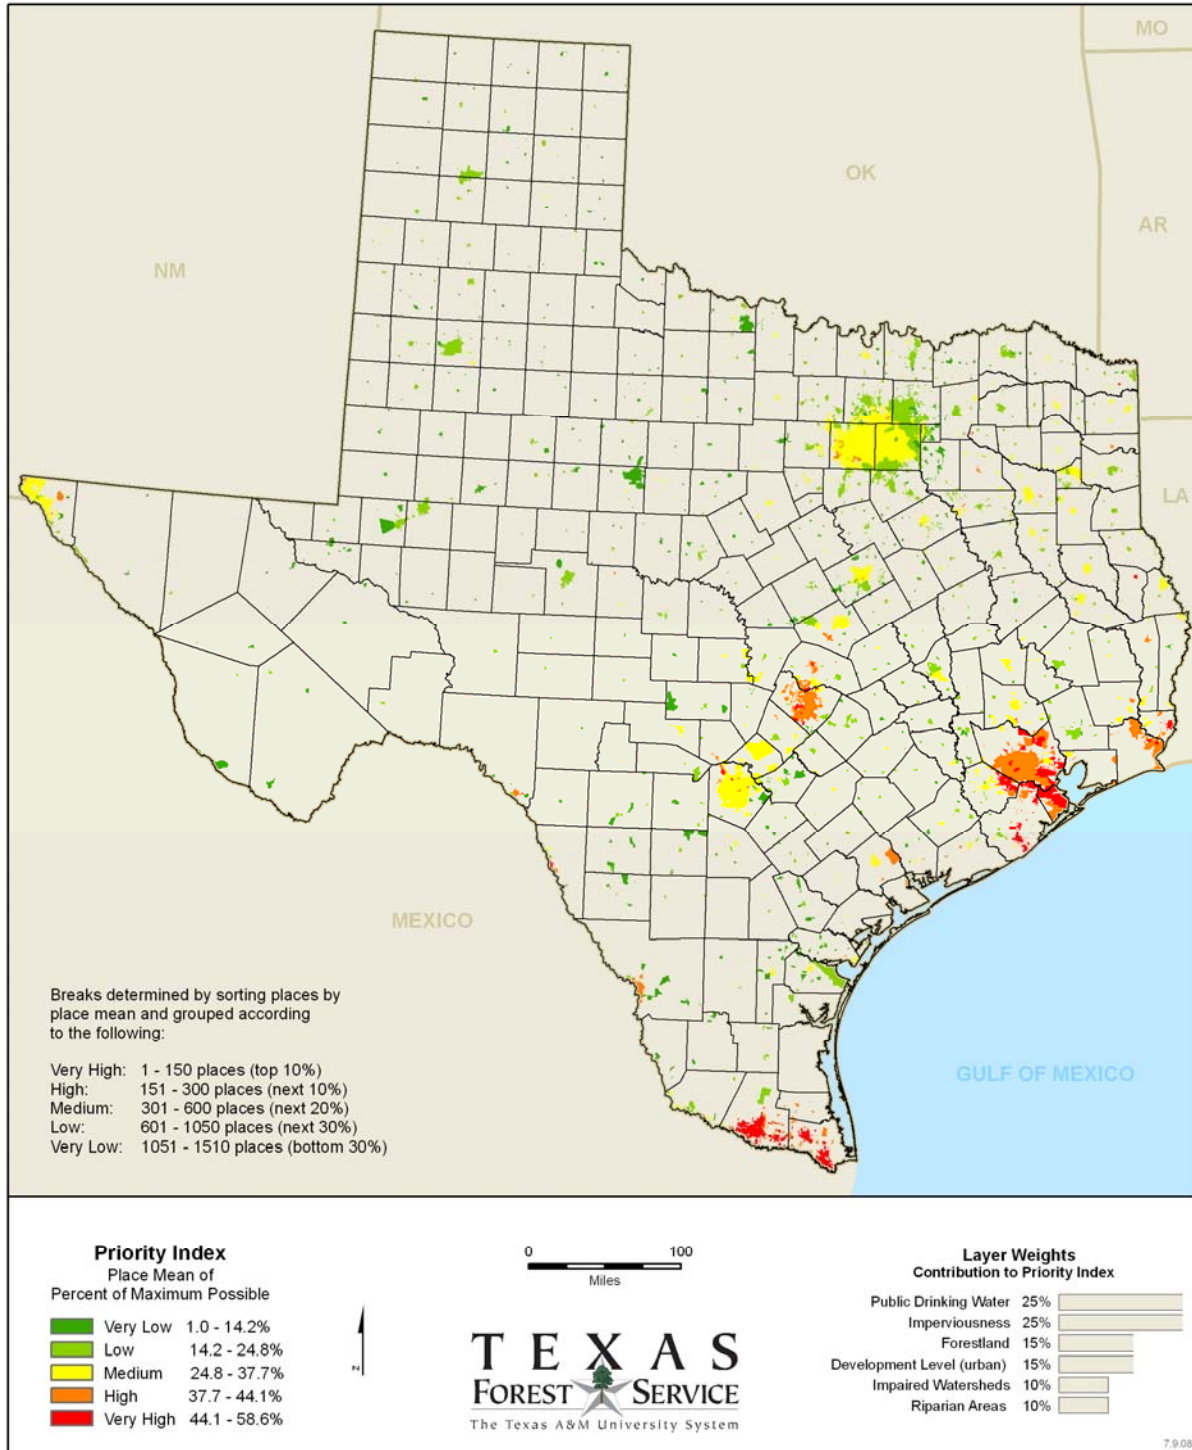 MO
OK
AR
NM
LA
MEXICO
GULF OF MEXICO
Breaks determined by sorting places by
place mean and grouped according
to the following:
Very High: 1 - 150 places (top 10%)
High: 151 - 300 places (next 10%)
Medium: 301 - 600 places (next 20%)
Low: 601 - 1050 places (next 30%)
Very Low: 1051 - 1510 places (bottom 30%)
Priority Index
Place Mean of
Percent of Maximum Possible
Very Low 1.0 - 14.2%
Low 14.2 - 24.8%
Medium 24.8 - 37.7%
High 37.7 - 44.1%
Very High 44.1 - 58.6%
N
0 100
Miles
TEXAS
FOREST SERVICE
The Texas A&M University System
Layer Weights
Contribution to Priority Index
Public Drinking Water 25%
Imperviousness 25%
Forestland 15%
Development Level (urban) 15%
Impaired Watersheds 10%
Riparian Areas 10%
7.9.08